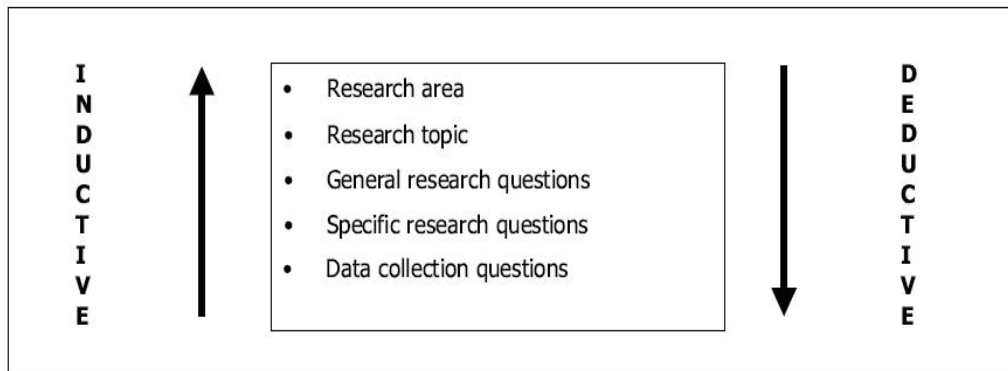 INDUCTIVE
• Research area
• Research topic
• General research questions
• Specific research questions
• Data collection questions
DEDUCTIVE